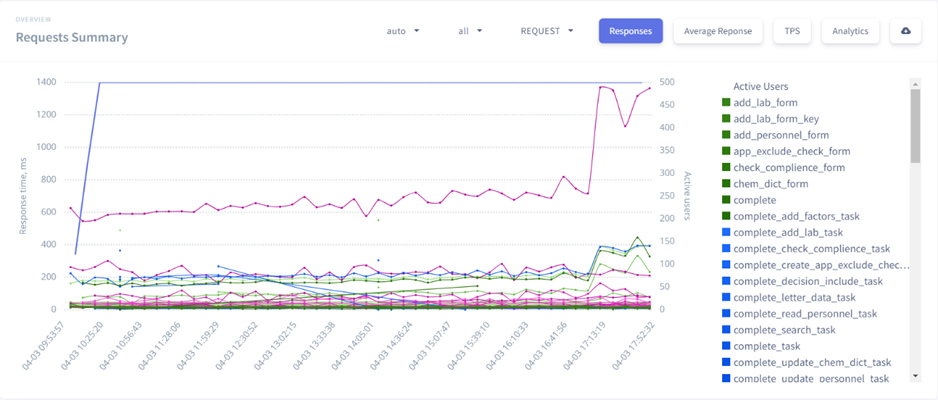 OVERVIEW
Requests Summary
auto
all
REQUEST
Responses
Average Reponse
TPS
Analytics
1400
1200
1000
800
600
400
200
0
Response time, ms
500
450
400
350
300
250
200
150
100
50
0
Active users
04-03 09:53:57
04-03 10:25:20
04-03 10:56:43
04-03 11:28:06
04-03 11:59:29
04-03 12:30:52
04-03 13:02:15
04-03 13:33:38
04-03 14:05:01
04-03 14:36:24
04-03 15:07:47
04-03 15:39:10
04-03 16:10:33
04-03 16:41:56
04-03 17:13:19
04-03 17:52:32
Active Users
add_lab_form
add_lab_form_key
add_personnel_form
app_exclude_check_form
check_complience_form
chem_dict_form
complete
complete_add_factors_task
complete_add_lab_task
complete_check_complience_task
complete_create_app_exclude_chec...
complete_decision_include_task
complete_letter_data_task
complete_read_personnel_task
complete_search_task
complete_task
complete_update_chem_dict_task
complete_update_personnel_task